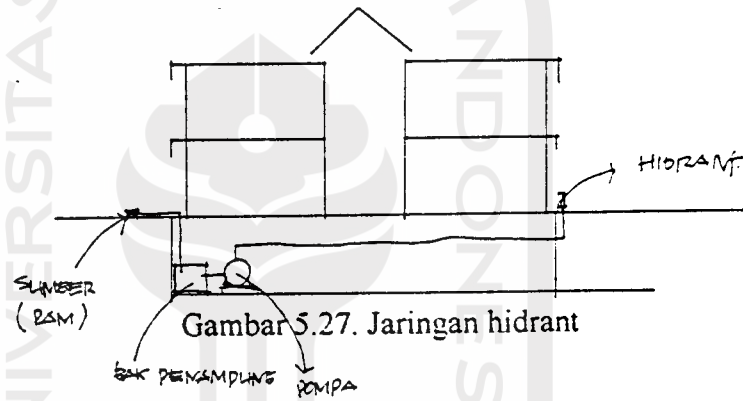 HIDRANT
SUMBER
(PAM)
Gambar 5.27. Jaringan hidrant
BAK PENAMPUNG
POMPA